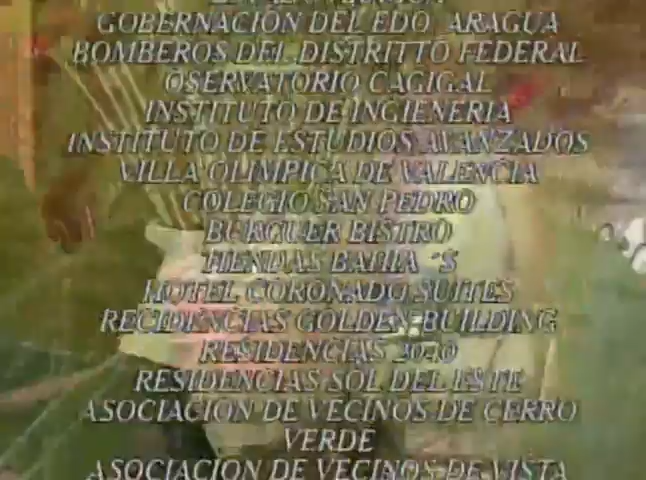 GOBERNACION DEL EDO ARAGUA
BOMBEROS DEL DISTRITTO FEDERAL
OSERVATORIO CAGIGAL
INSTITUTO DE INGIENERIA
INSTITUTO DE ESTUDIOS AVANZADOS
VILLA OLIMPICA DE VALENCIA
COLEGIO SAN PEDRO
BURGUER BISTRO
TIENDAS BAHIA ´S
HOTEL CORONADO SUITES
RECIDENCIAS GOLDEN BUILDING
RESIDENCIAS
RESIDENCIAS SOL DEL ESTE
ASOCIACION DE VECINOS DE CERRO
VERDE
ASOCIACION DE VECINOS DE VISTA